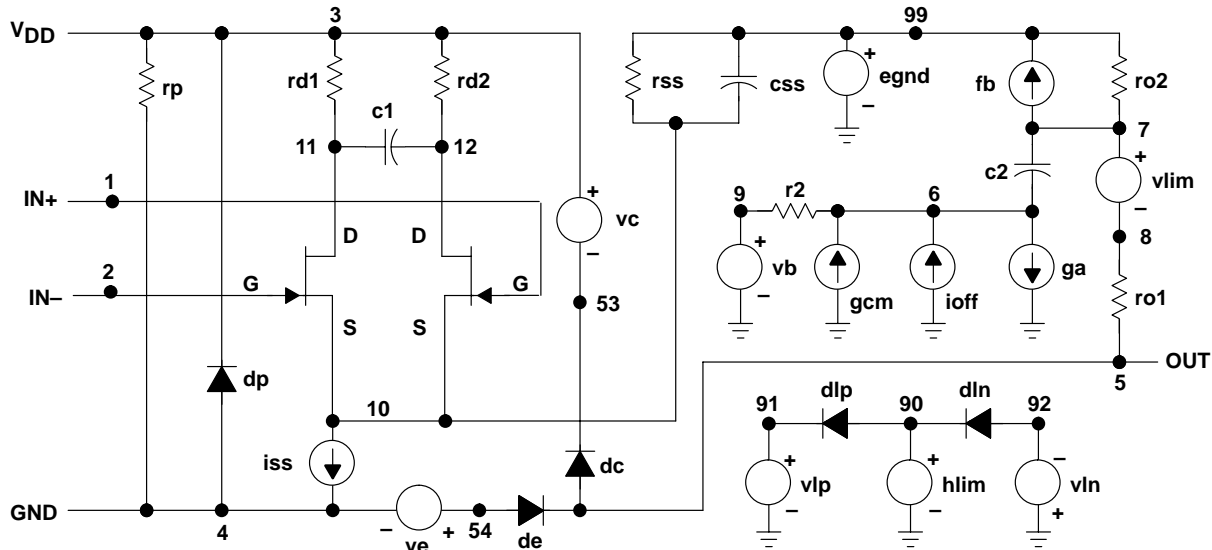 3
99
VDD
rp
rd1
rd2
rss
css
egnd
+
–
fb
ro2
c1
7
11
12
c2
+
vlim
–
1
IN+
9
r2
6
8
+
vc
–
D
D
+
vb
–
gcm
ioff
ga
2
IN–
G
G
53
ro1
S
S
OUT
5
dp
dlp
dln
10
91
90
92
iss
dc
+
vlp
–
+
hlim
–
–
vln
+
GND
4
–
+
54
de
ve